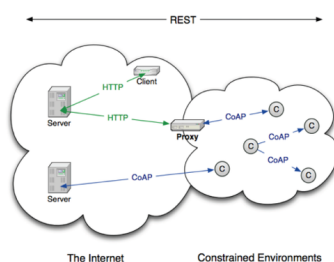 REST
Client
HTTP
Server
HTTP
Proxy
CoAP
C
C
CoAP
C
CoAP
C
CoAP
C
Server
The Internet
Constrained Environments